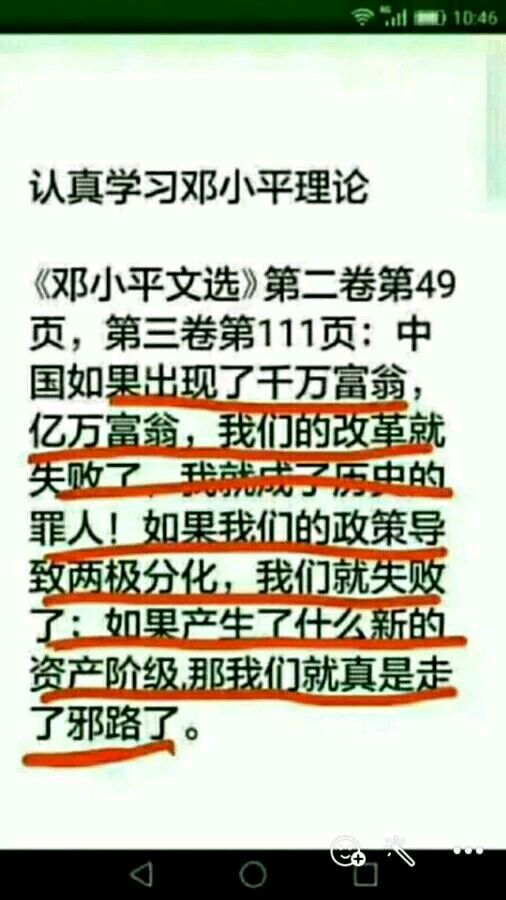 10:46
认真学习邓小平理论
《邓小平文选》第二卷第49
页，第三卷第111页：中
国如果出现了千万富翁，
亿万富翁，我们的改革就
失败了，我就成了历史的
罪人！如果我们的政策导
致两极分化，我们就失败
了；如果产生了什么新的
资产阶级,那我们就真是走
了邪路了。